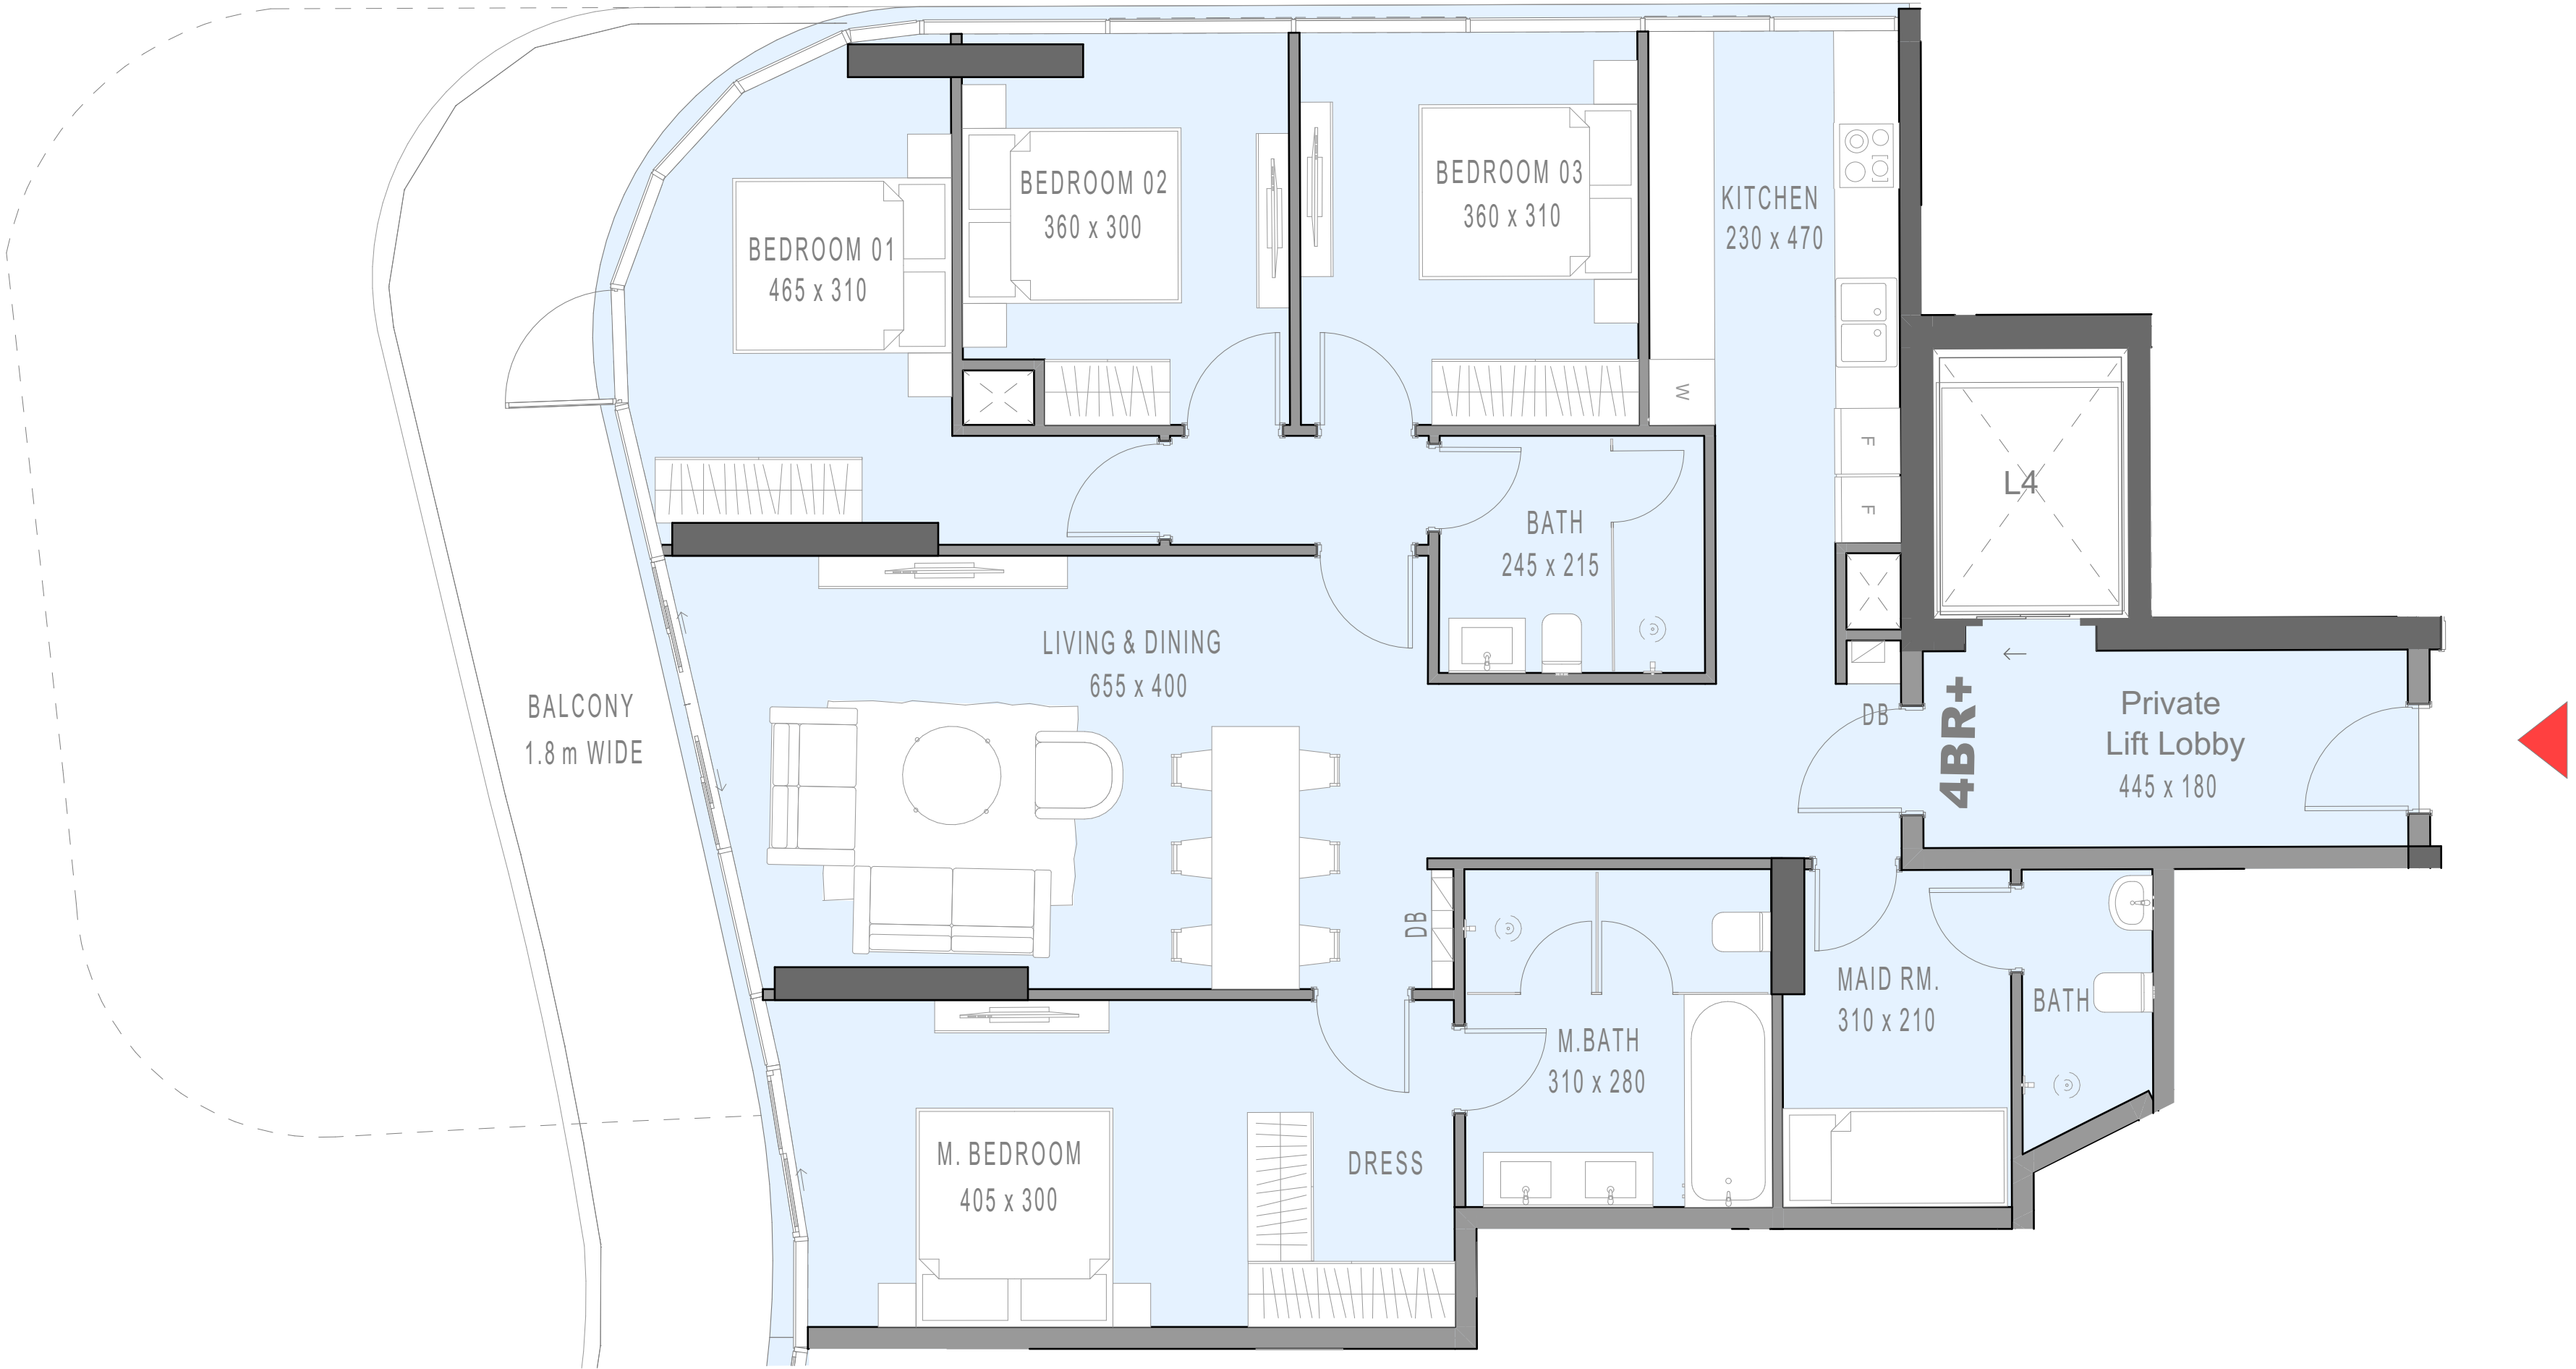 BEDROOM 01
465 x 310
BEDROOM 02
360 x 300
BEDROOM 03
360 x 310
KITCHEN
230 x 470
W
F
F
L4
BATH
245 x 215
LIVING & DINING
655 x 400
BALCONY
1.8 m WIDE
DB
4BR+
Private
Lift Lobby
445 x 180
DB
M. BEDROOM
405 x 300
DRESS
M.BATH
310 x 280
MAID RM.
310 x 210
BATH